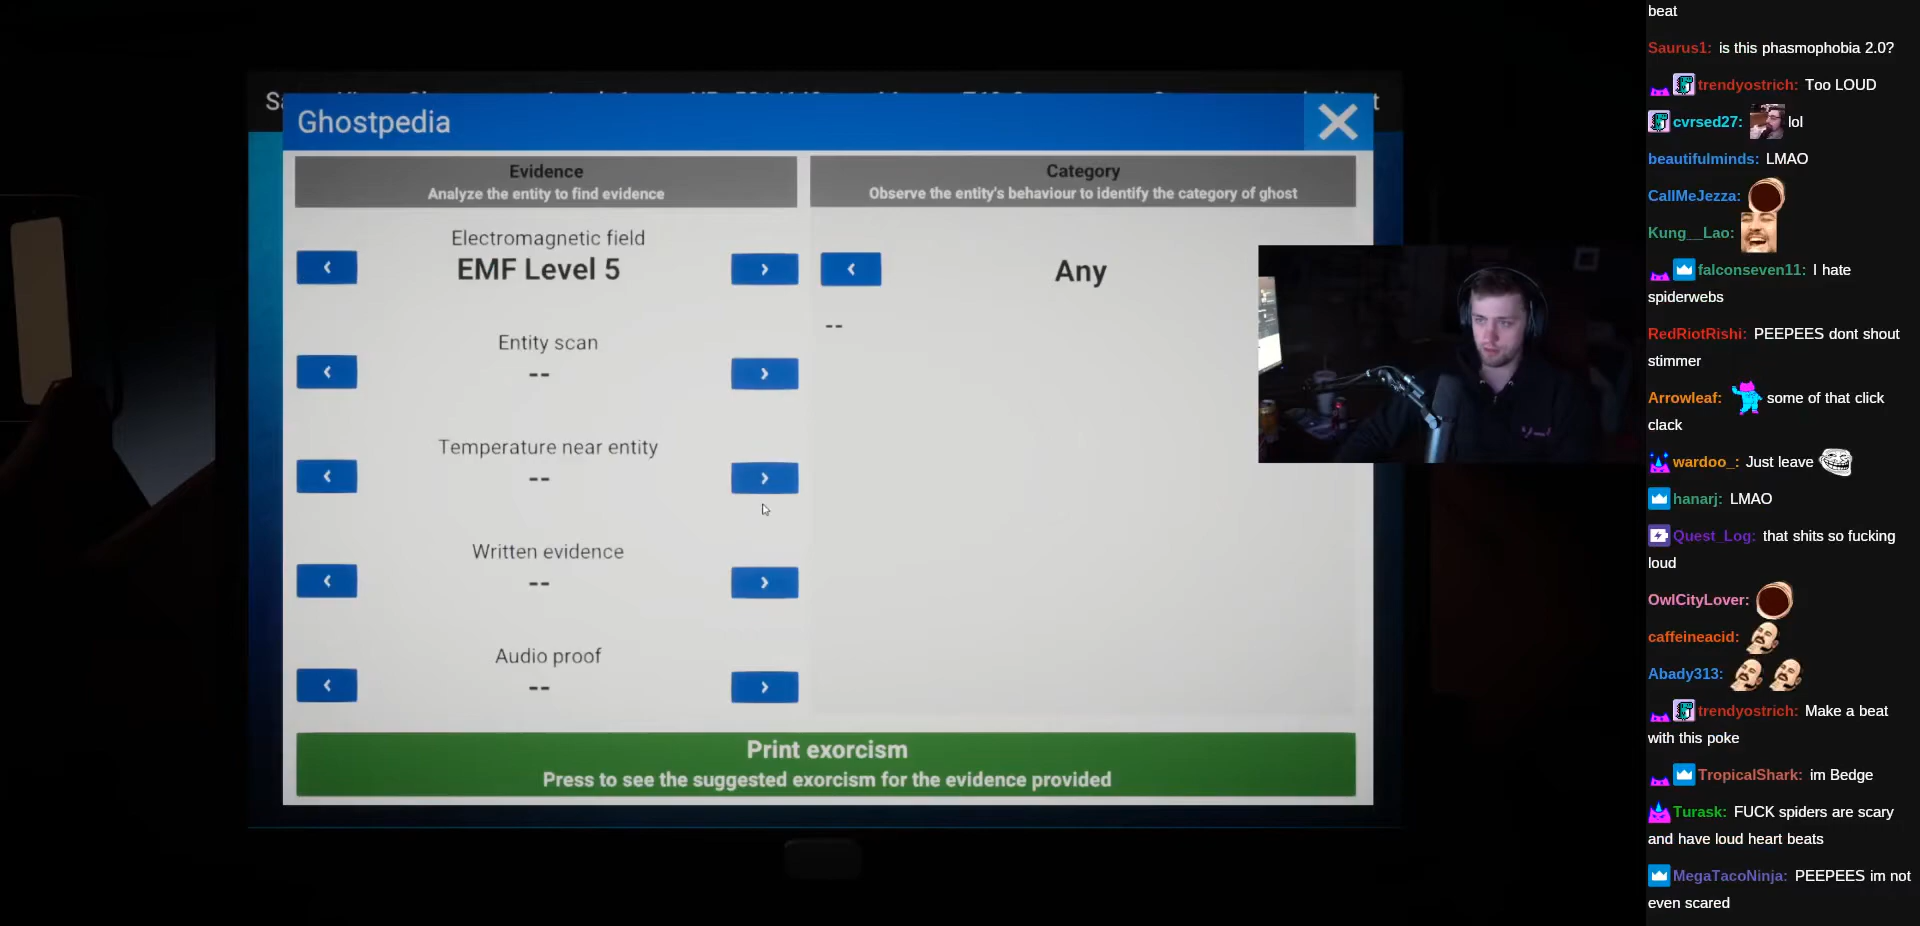 Ghostpedia
Evidence
Analyze the entity to find evidence
Category
Observe the entity's behaviour to identify the category of ghost
Electromagnetic field
EMF Level 5
Any
--
Entity scan
--
Temperature near entity
--
Written evidence
--
Audio proof
--
Print exorcism
Press to see the suggested exorcism for the evidence provided
beat
Saurus1: is this phasmophobia 2.0?
trendyostrich: Too LOUD
cvrsed27: lol
beautifulminds: LMAO
CallMeJezza:
Kung__Lao:
falconseven11: I hate
spiderwebs
RedRiotRishi: PEEPEES dont shout
stimmer
Arrowleaf: some of that click
clack
wardoo_: Just leave
hanarj: LMAO
Quest_Log: that shits so fucking
loud
OwlCityLover:
caffeineacid:
Abady313:
trendyostrich: Make a beat
with this poke
TropicalShark: im Bedge
Turask: FUCK spiders are scary
and have loud heart beats
MegaTacoNinja: PEEPEES im not
even scared